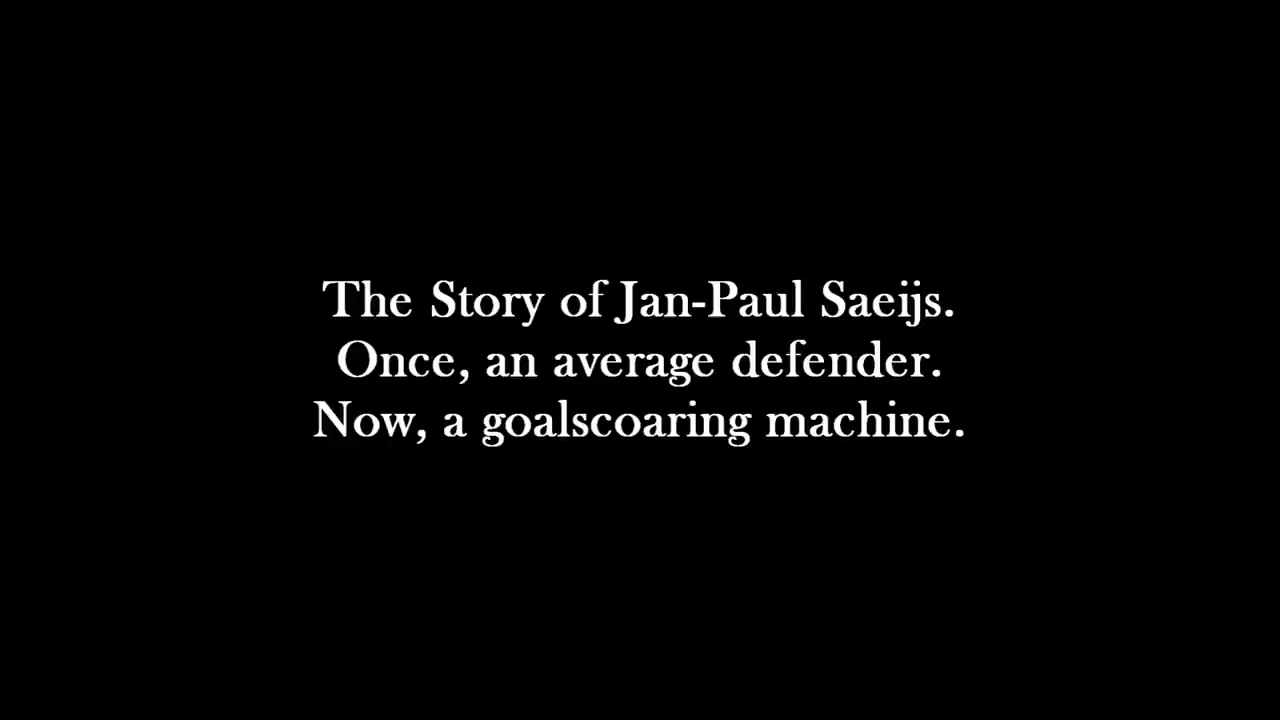 The Story of Jan-Paul Saeijs.
Once, an average defender.
Now, a goalscoaring machine.